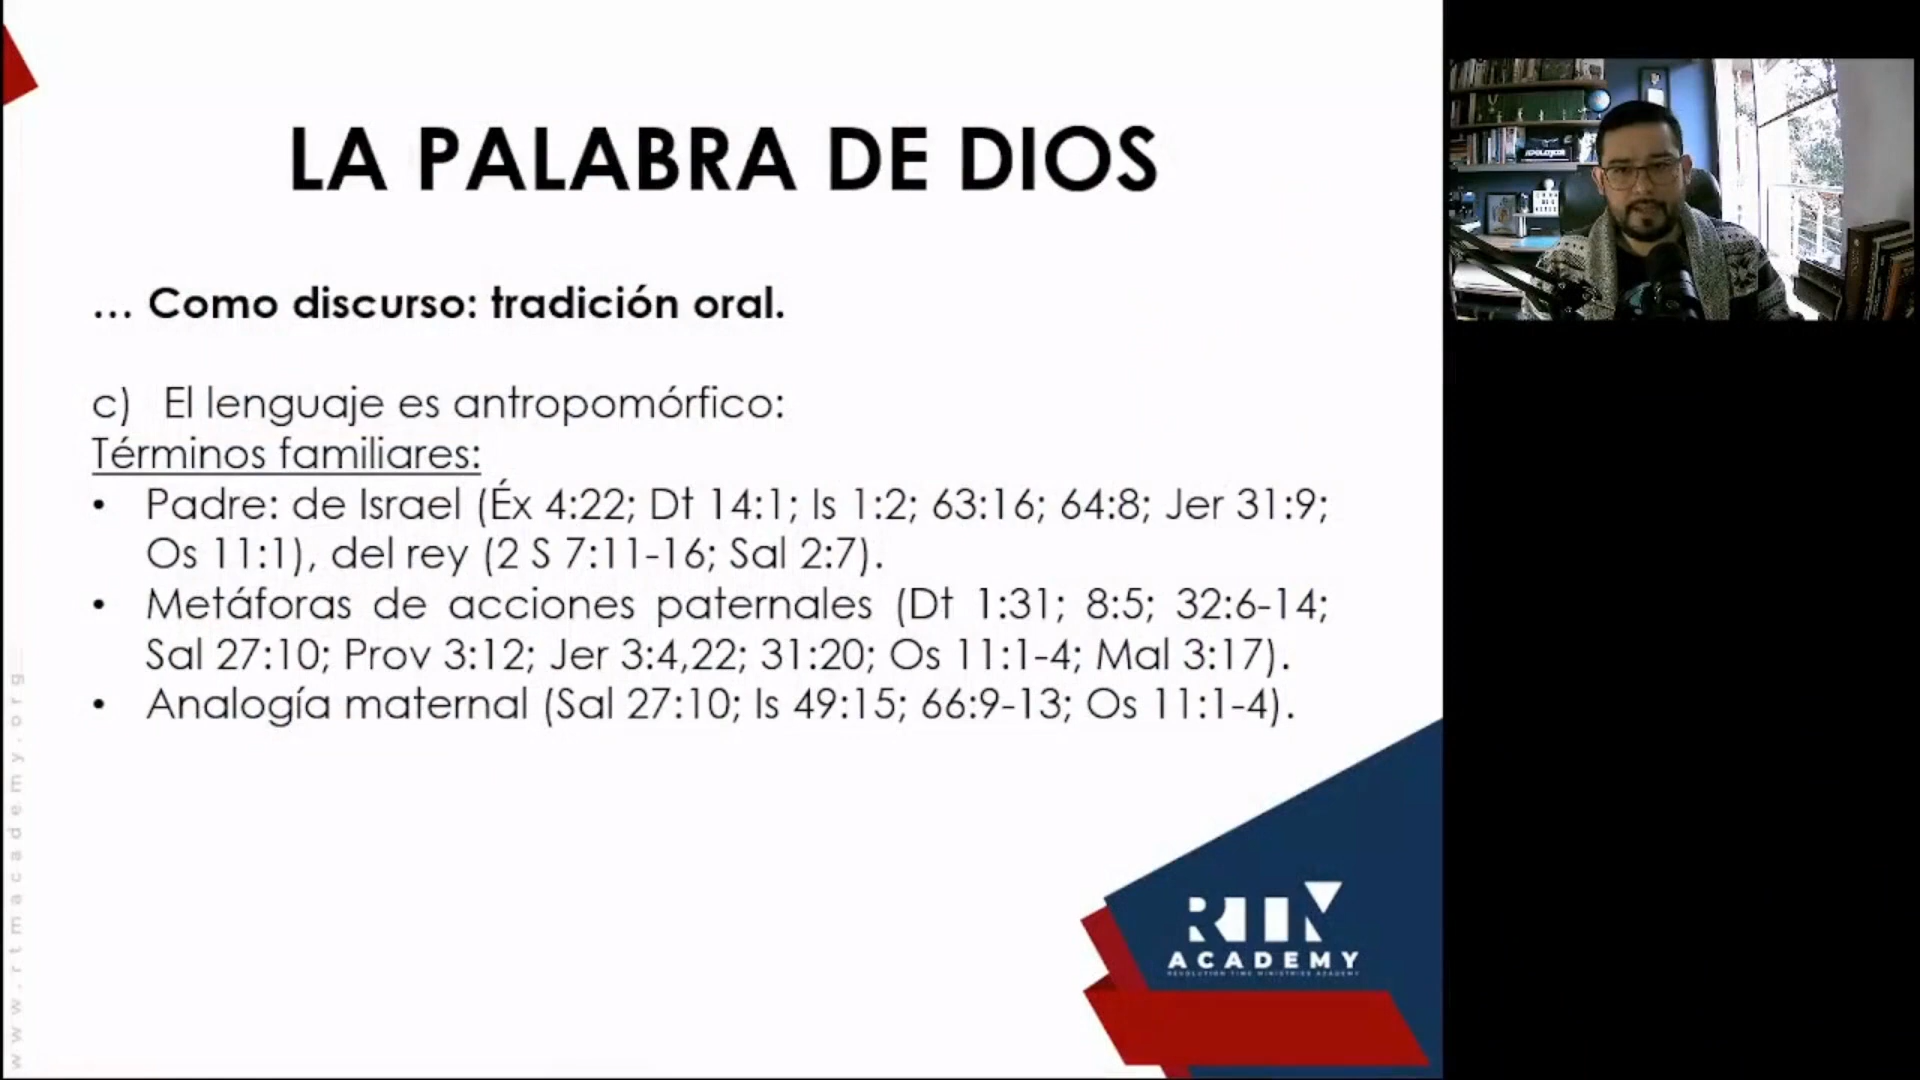 LA PALABRA DE DIOS
... Como discurso: tradición oral.
c) El lenguaje es antropomórfico:
Términos familiares:
• Padre: de Israel (Éx 4:22; Dt 14:1; Is 1:2; 63:16; 64:8; Jer 31:9;
Os 11:1), del rey (2 S 7:11-16; Sal 2:7).
• Metáforas de acciones paternales (Dt 1:31; 8:5; 32:6-14;
Sal 27:10; Prov 3:12; Jer 3:4,22; 31:20; Os 11:1-4; Mal 3:17).
• Analogía maternal (Sal 27:10; Is 49:15; 66:9-13; Os 11:1-4).
www.rtmacademy.org
RTM
ACADEMY
REVOLUTION TIME MINISTRIES ACADEMY